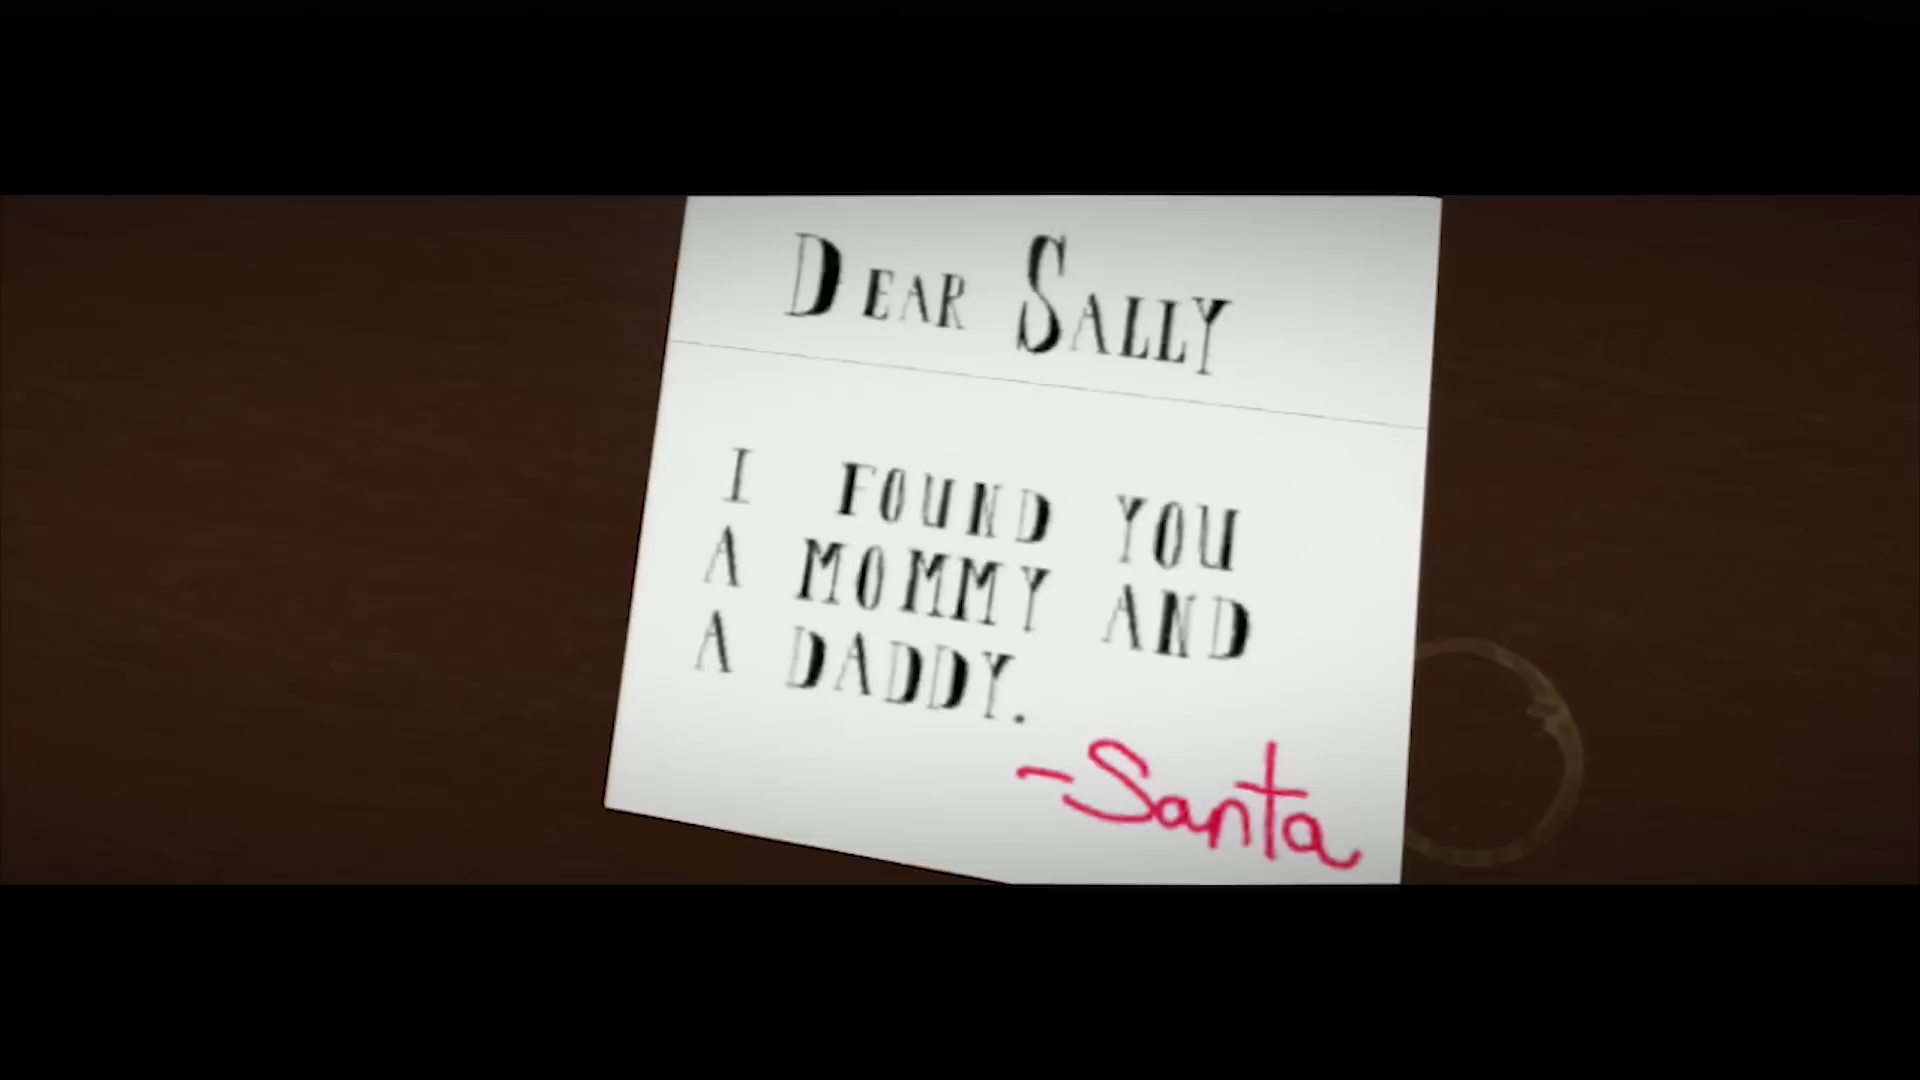 DEAR SALLY
I FOUND YOU
A MOMMY AND
A DADDY.
-Santa